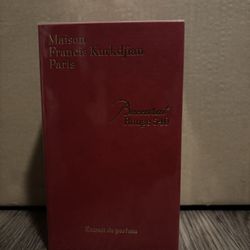 Maison
Francis Kurkdjian
Paris
Baccarat
Rouge 540
Extrait de parfum